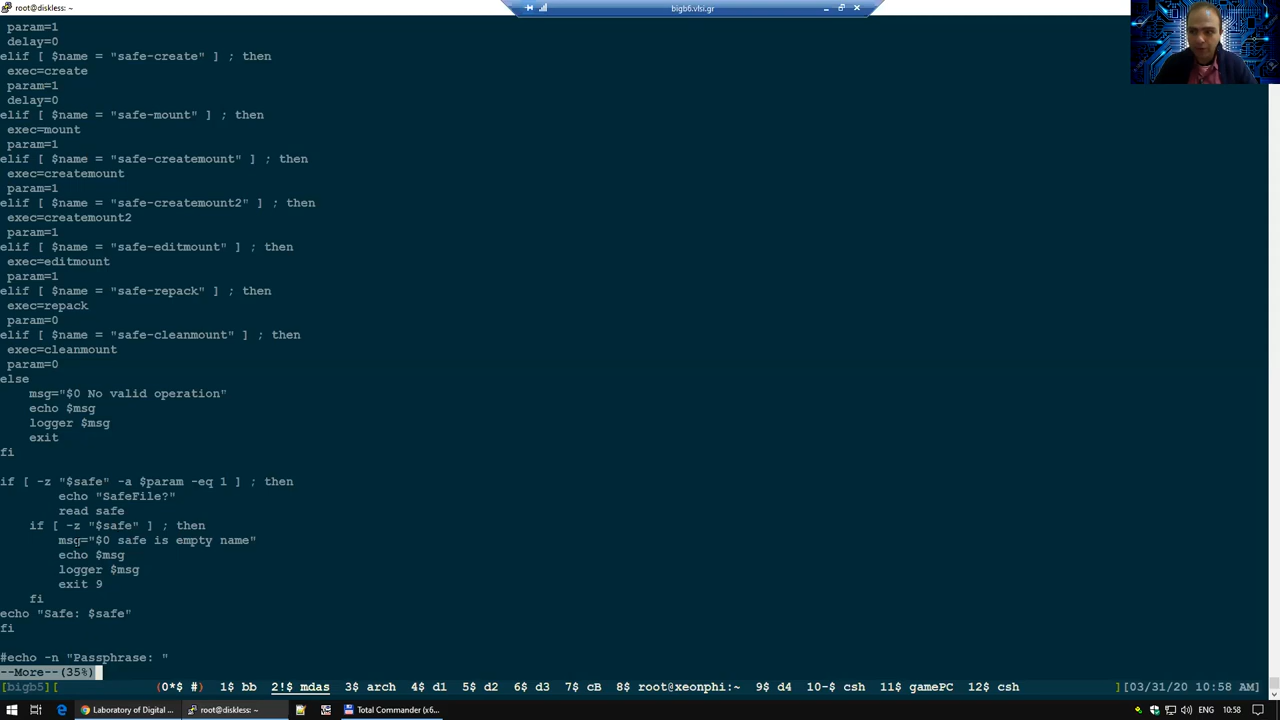 root@diskless: ~
bigb6.vlsi.gr
param=1
delay=0
elif [ $name = "safe-create" ] ; then
exec=create
param=1
delay=0
elif [ $name = "safe-mount" ] ; then
exec=mount
param=1
elif [ $name = "safe-createmount" ] ; then
exec=createmount
param=1
elif [ $name = "safe-createmount2" ] ; then
exec=createmount2
param=1
elif [ $name = "safe-editmount" ] ; then
exec=editmount
param=1
elif [ $name = "safe-repack" ] ; then
exec=repack
param=0
elif [ $name = "safe-cleanmount" ] ; then
exec=cleanmount
param=0
else
msg="$0 No valid operation"
echo $msg
logger $msg
exit
fi
if [ -z "$safe" -a $param -eq 1 ] ; then
echo "SafeFile?"
read safe
if [ -z "$safe" ] ; then
msg="$0 safe is empty name"
echo $msg
logger $msg
exit 9
fi
echo "Safe: $safe"
fi
#echo -n "Passphrase: "
--More--(35%)
[bigb5][ (0*$ #) 1$ bb 2!$ mdas 3$ arch 4$ d1 5$ d2 6$ d3 7$ cB 8$ root@xeonphi:~ 9$ d4 10-$ csh 11$ gamePC 12$ csh ][03/31/20 10:58 AM ]
Laboratory of Digital ... root@diskless: ~ Total Commander (x6... ENG 10:58